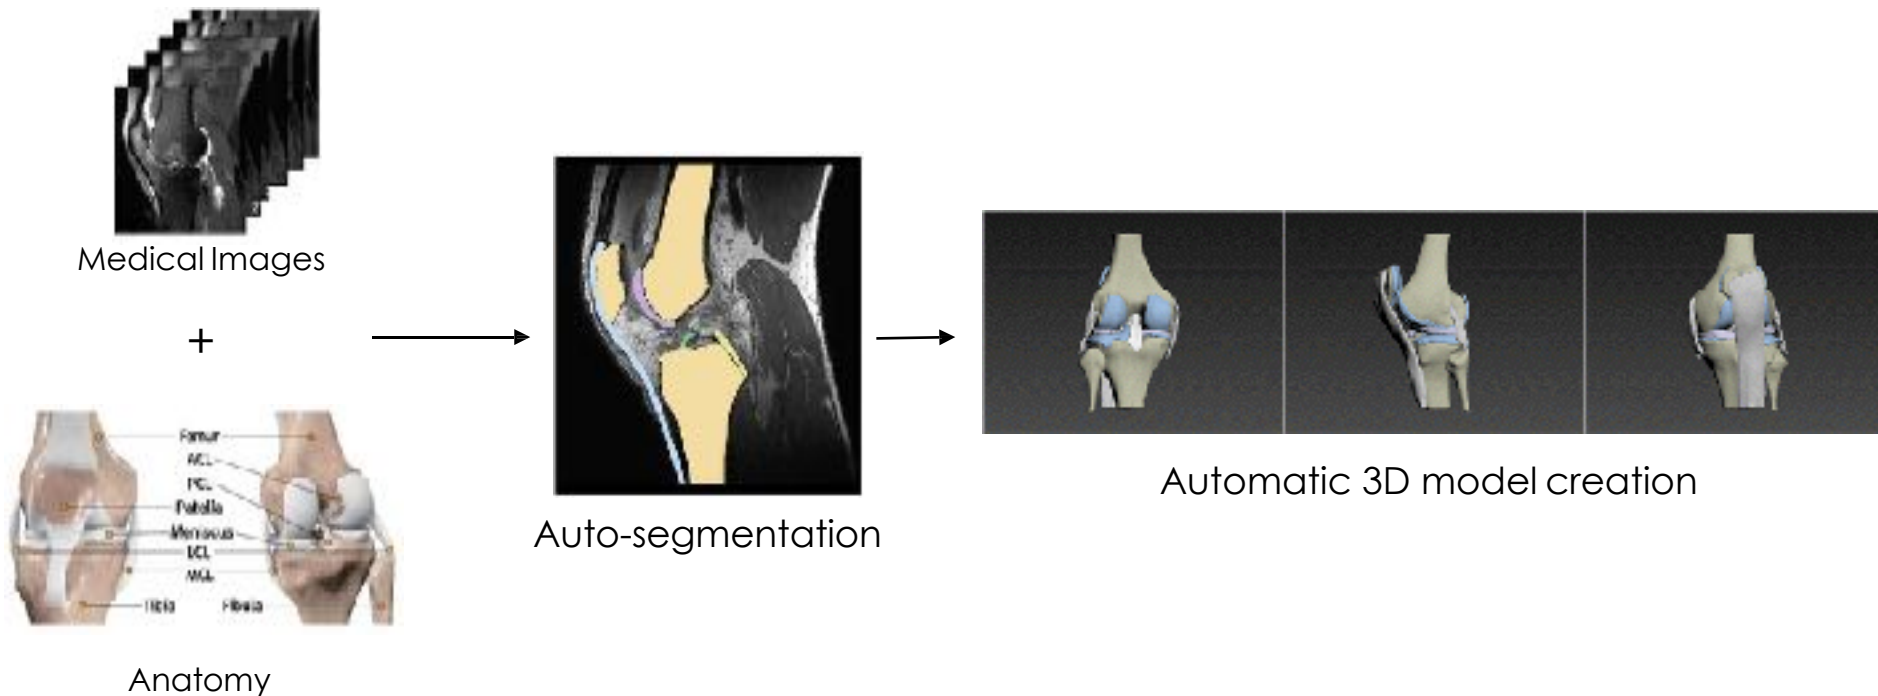 Medical Images
+
Femur
ACL
PCL
Patella
Meniscus
LCL
MCL
Tibia
Fibula
Anatomy
Auto-segmentation
Automatic 3D model creation